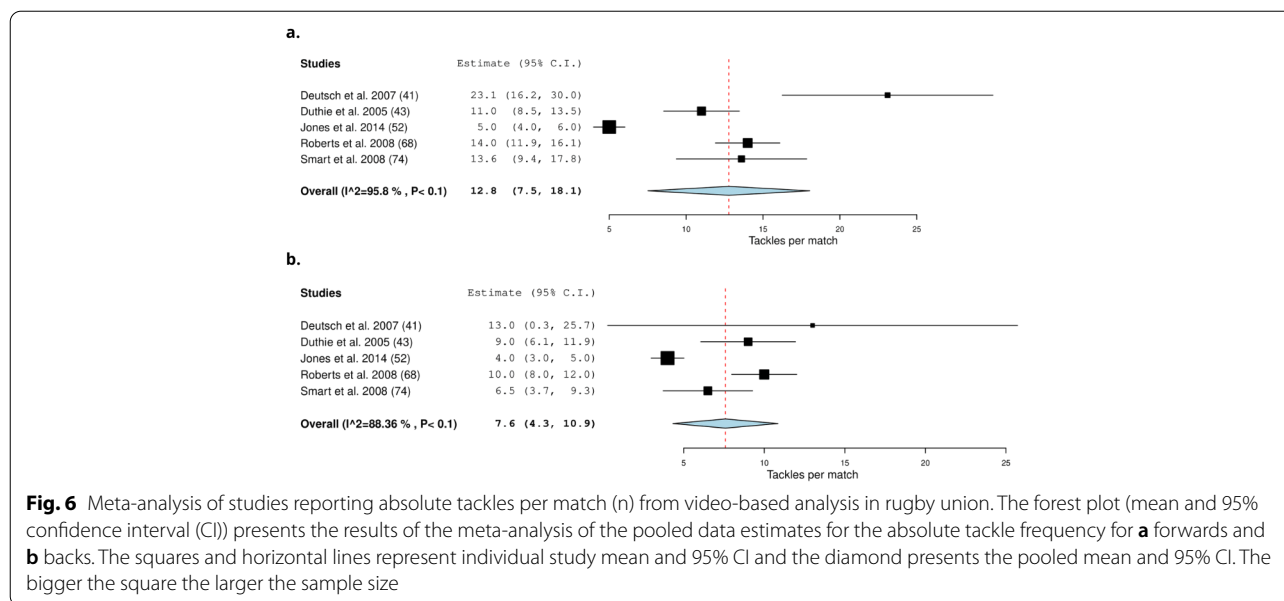 a.
Studies Estimate (95% C.I.)
Deutsch et al. 2007 (41) 23.1 (16.2, 30.0)
Duthie et al. 2005 (43) 11.0 (8.5, 13.5)
Jones et al. 2014 (52) 5.0 (4.0, 6.0)
Roberts et al. 2008 (68) 14.0 (11.9, 16.1)
Smart et al. 2008 (74) 13.6 (9.4, 17.8)
Overall (I^2=95.8 % , P< 0.1) 12.8 (7.5, 18.1)
5 10 15 20 25
Tackles per match
b.
Studies Estimate (95% C.I.)
Deutsch et al. 2007 (41) 13.0 (0.3, 25.7)
Duthie et al. 2005 (43) 9.0 (6.1, 11.9)
Jones et al. 2014 (52) 4.0 (3.0, 5.0)
Roberts et al. 2008 (68) 10.0 (8.0, 12.0)
Smart et al. 2008 (74) 6.5 (3.7, 9.3)
Overall (I^2=88.36 % , P< 0.1) 7.6 (4.3, 10.9)
5 10 15 20 25
Tackles per match
Fig. 6 Meta-analysis of studies reporting absolute tackles per match (n) from video-based analysis in rugby union. The forest plot (mean and 95%
confidence interval (CI)) presents the results of the meta-analysis of the pooled data estimates for the absolute tackle frequency for a forwards and
b backs. The squares and horizontal lines represent individual study mean and 95% CI and the diamond presents the pooled mean and 95% CI. The
bigger the square the larger the sample size